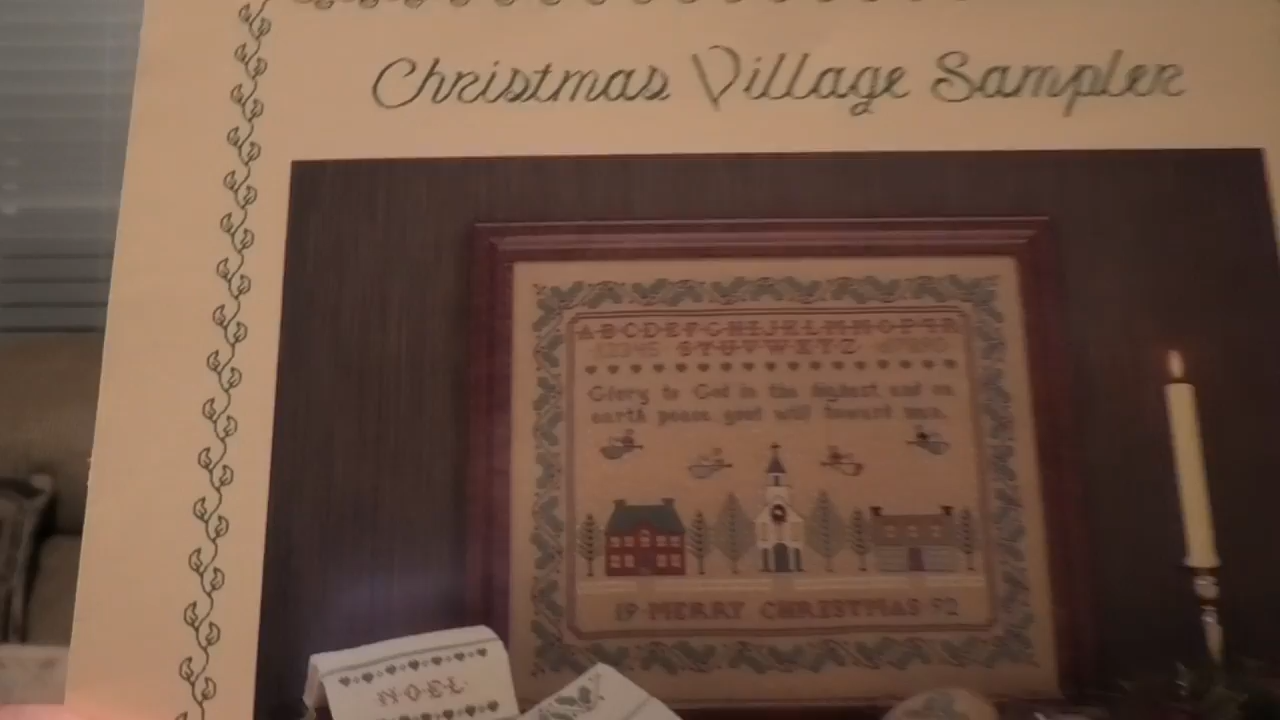 Christmas Village Sampler
ABCDEFGHIJKLMNOPQR
12345 STUVWXYZ
Glory to God in the highest and on
earth peace, good will toward men.
19 MERRY CHRISTMAS 92
NOEL